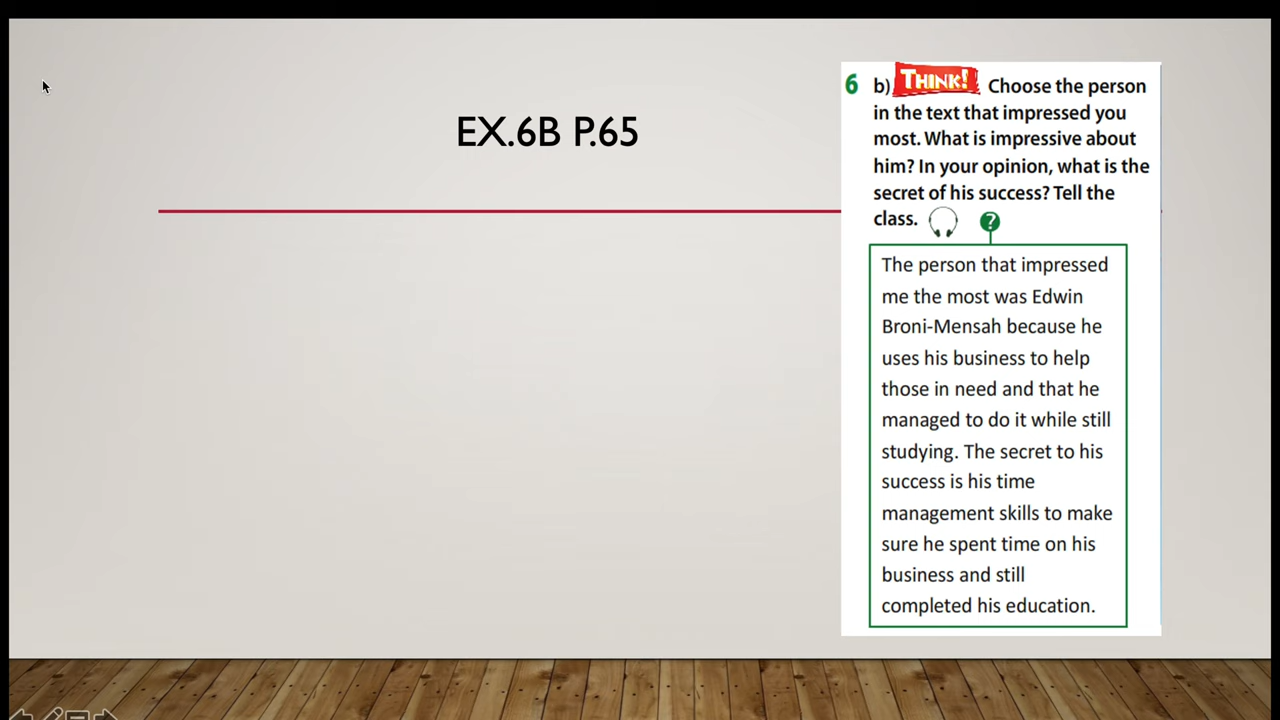 EX.6B P.65
6 b) THINK! Choose the person
in the text that impressed you
most. What is impressive about
him? In your opinion, what is the
secret of his success? Tell the
class. ?
The person that impressed
me the most was Edwin
Broni-Mensah because he
uses his business to help
those in need and that he
managed to do it while still
studying. The secret to his
success is his time
management skills to make
sure he spent time on his
business and still
completed his education.